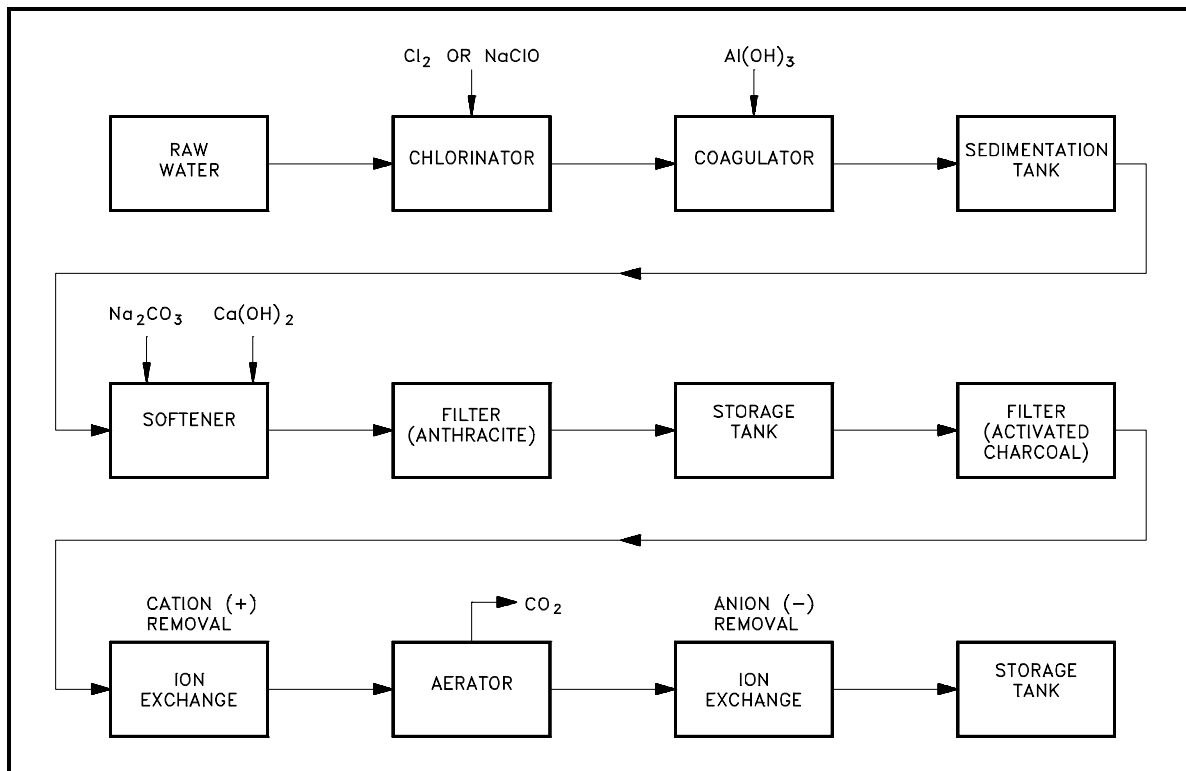 Cl₂ OR NaClO
Al(OH)₃
RAW
WATER
CHLORINATOR
COAGULATOR
SEDIMENTATION
TANK
Na₂CO₃
Ca(OH)₂
SOFTENER
FILTER
(ANTHRACITE)
STORAGE
TANK
FILTER
(ACTIVATED
CHARCOAL)
CATION (+)
REMOVAL
CO₂
ANION (−)
REMOVAL
ION
EXCHANGE
AERATOR
ION
EXCHANGE
STORAGE
TANK